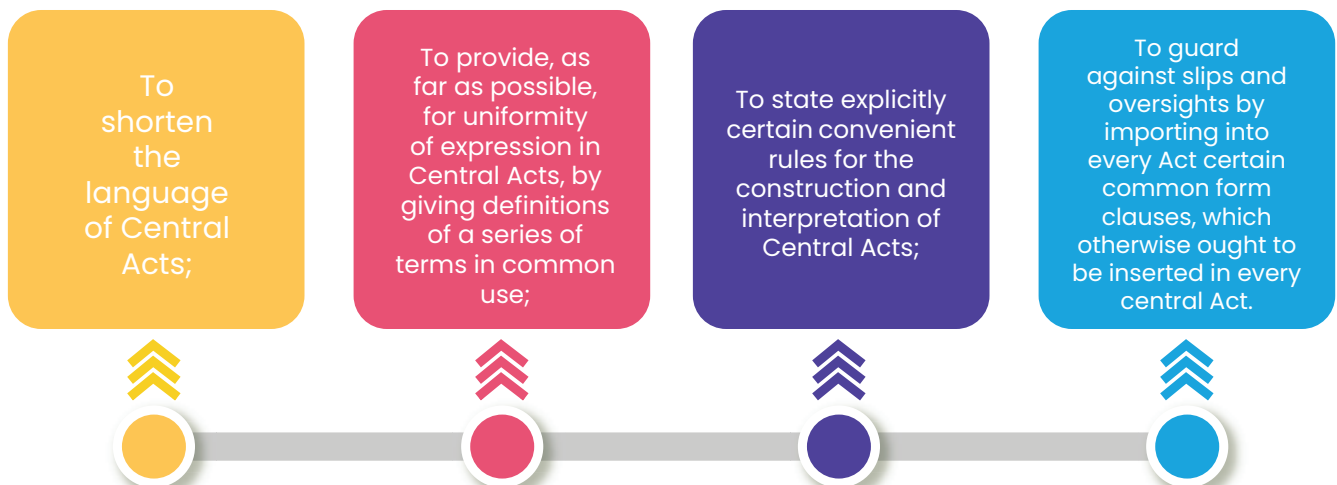 To
shorten
the
language
of Central
Acts;
To provide, as
far as possible,
for uniformity
of expression in
Central Acts, by
giving definitions
of a series of
terms in common
use;
To state explicitly
certain convenient
rules for the
construction and
interpretation of
Central Acts;
To guard
against slips and
oversights by
importing into
every Act certain
common form
clauses, which
otherwise ought to
be inserted in every
central Act.